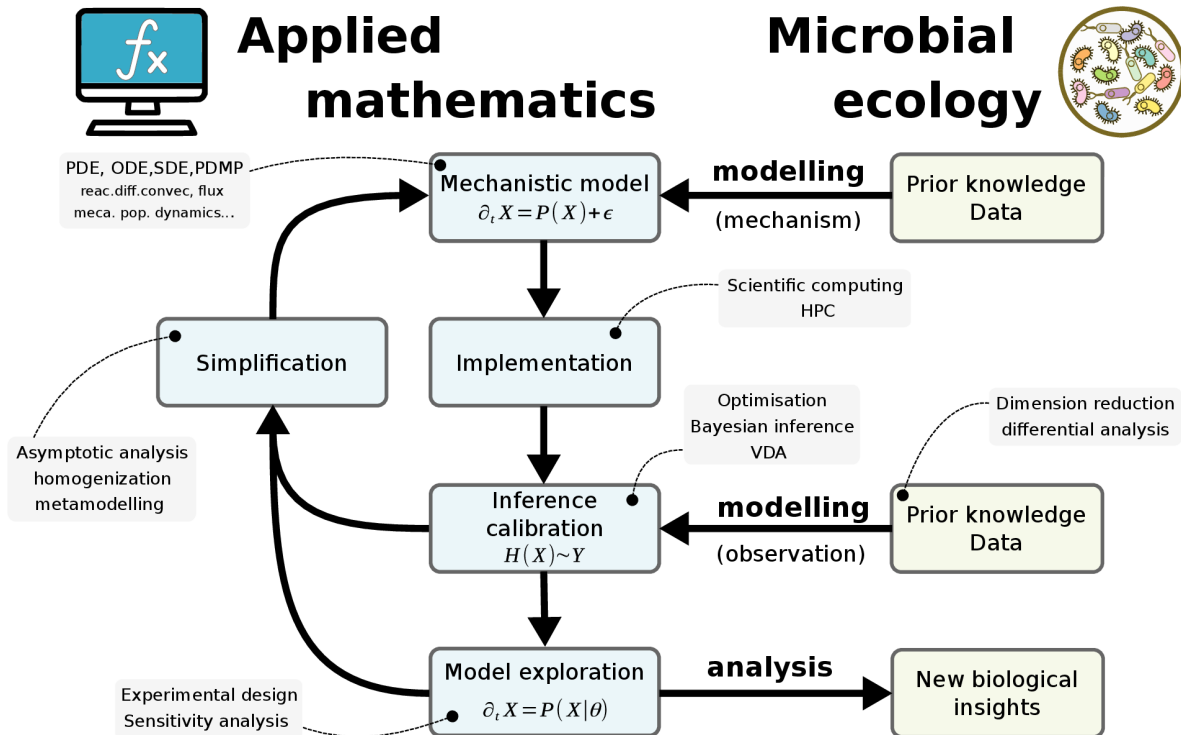 fx
Applied
mathematics
Microbial
ecology
PDE, ODE,SDE,PDMP
reac.diff.convec, flux
meca. pop. dynamics...
Mechanistic model
∂ₜ X = P(X)+ϵ
modelling
(mechanism)
Prior knowledge
Data
Scientific computing
HPC
Simplification
Implementation
Optimisation
Bayesian inference
VDA
Dimension reduction
differential analysis
Asymptotic analysis
homogenization
metamodelling
Inference
calibration
H(X)~Y
modelling
(observation)
Prior knowledge
Data
Model exploration
∂ₜ X = P(X|θ)
analysis
New biological
insights
Experimental design
Sensitivity analysis